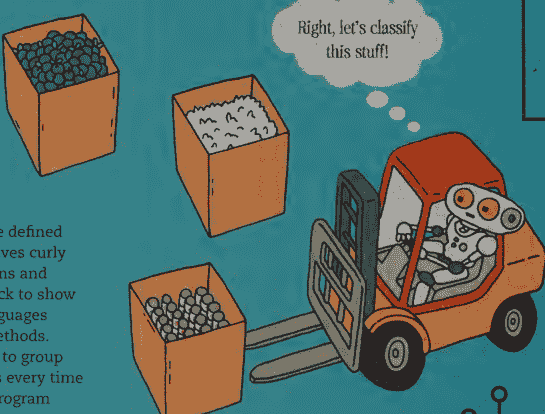 Right, let's classify
this stuff!
e defined
ves curly
ns and
ck to show
guages
ethods.
to group
s every time
rogram